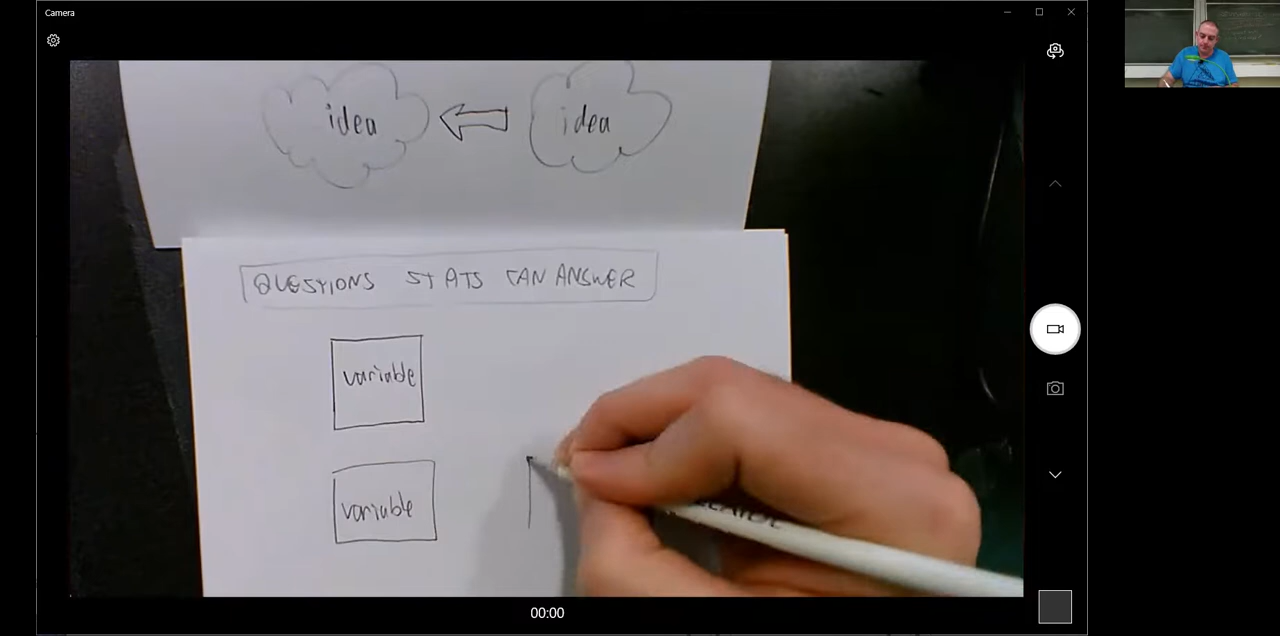 Camera
idea idea
QUESTIONS STATS CAN ANSWER
variable
variable
00:00